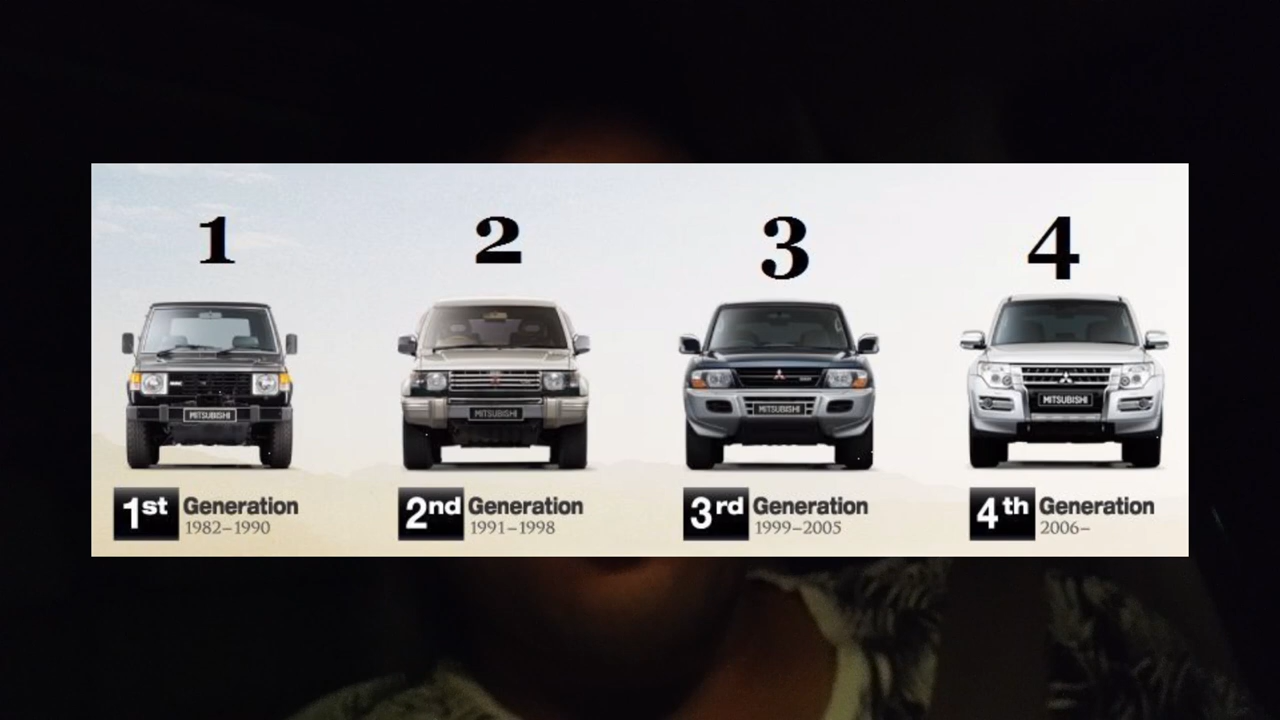 1 2 3 4
MITSUBISHI MITSUBISHI MITSUBISHI MITSUBISHI
1st Generation
1982–1990
2nd Generation
1991–1998
3rd Generation
1999–2005
4th Generation
2006–